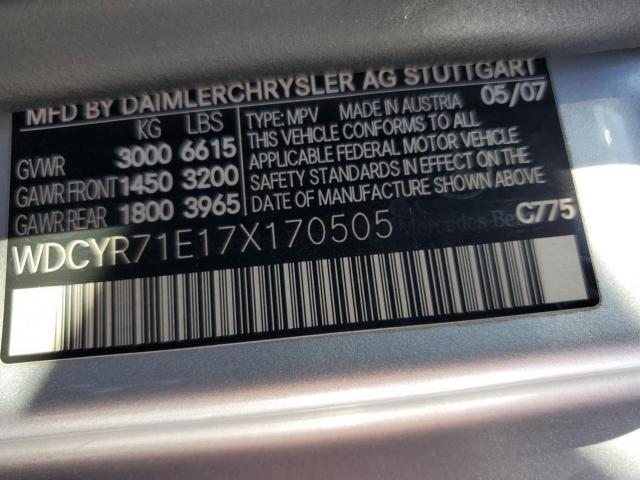 MFD BY DAIMLERCHRYSLER AG STUTTGART
KG LBS
GVWR 3000 6615
GAWR FRONT 1450 3200
GAWR REAR 1800 3965
TYPE: MPV MADE IN AUSTRIA 05/07
THIS VEHICLE CONFORMS TO ALL
APPLICABLE FEDERAL MOTOR VEHICLE
SAFETY STANDARDS IN EFFECT ON THE
DATE OF MANUFACTURE SHOWN ABOVE.
WDCYR71E17X170505
C775